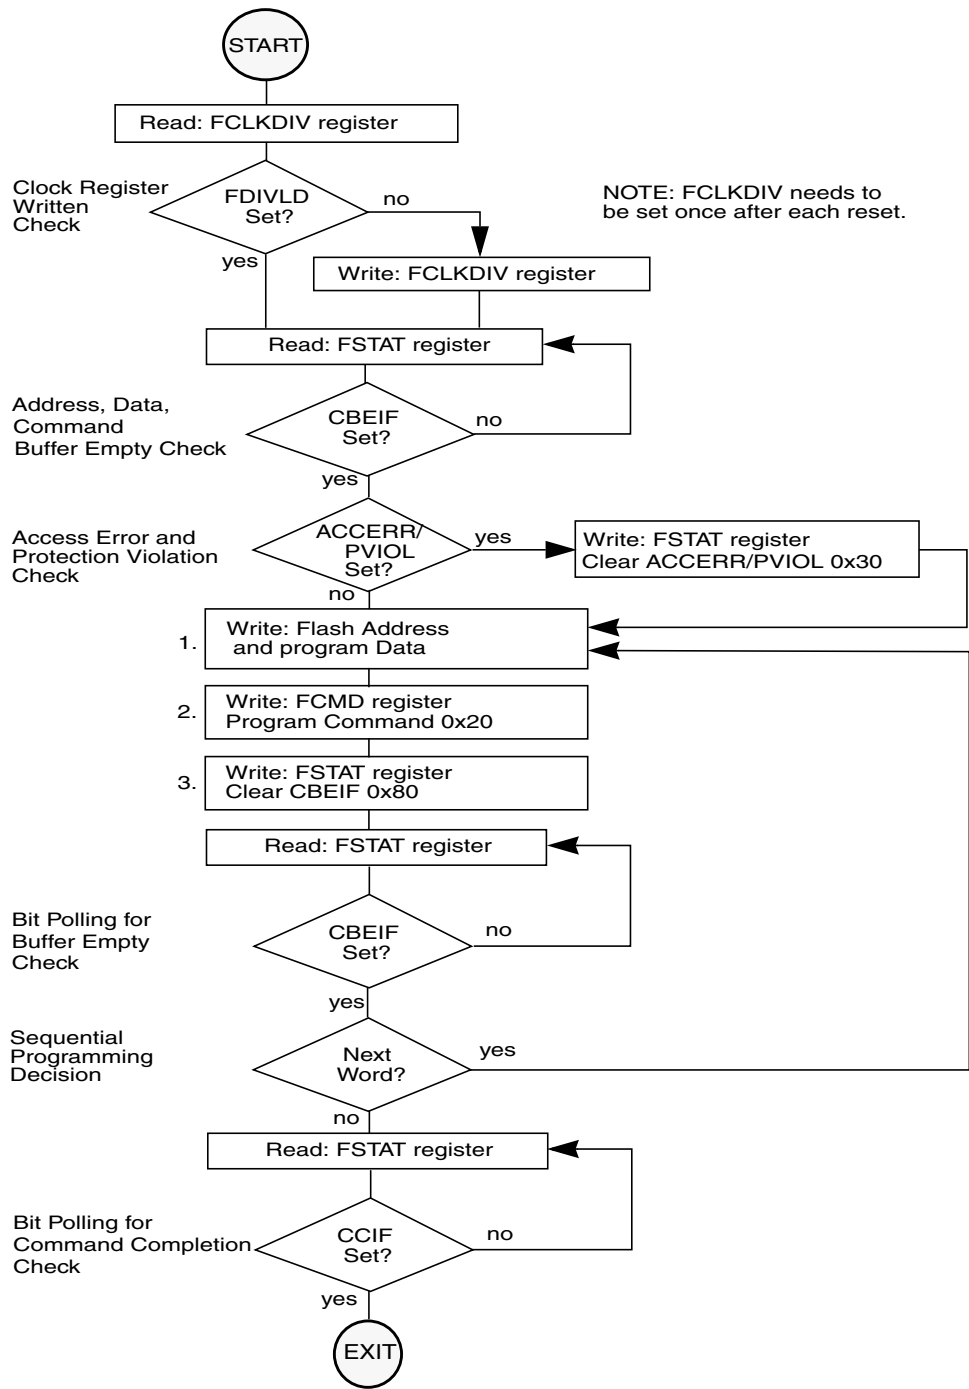 START
Read: FCLKDIV register
Clock Register
Written
Check
FDIVLD
Set?
no
NOTE: FCLKDIV needs to
be set once after each reset.
yes
Write: FCLKDIV register
Read: FSTAT register
Address, Data,
Command
Buffer Empty Check
CBEIF
Set?
no
yes
Access Error and
Protection Violation
Check
ACCERR/
PVIOL
Set?
yes
Write: FSTAT register
Clear ACCERR/PVIOL 0x30
no
1.
Write: Flash Address
and program Data
2.
Write: FCMD register
Program Command 0x20
3.
Write: FSTAT register
Clear CBEIF 0x80
Read: FSTAT register
Bit Polling for
Buffer Empty
Check
CBEIF
Set?
no
yes
Sequential
Programming
Decision
Next
Word?
yes
no
Read: FSTAT register
Bit Polling for
Command Completion
Check
CCIF
Set?
no
yes
EXIT